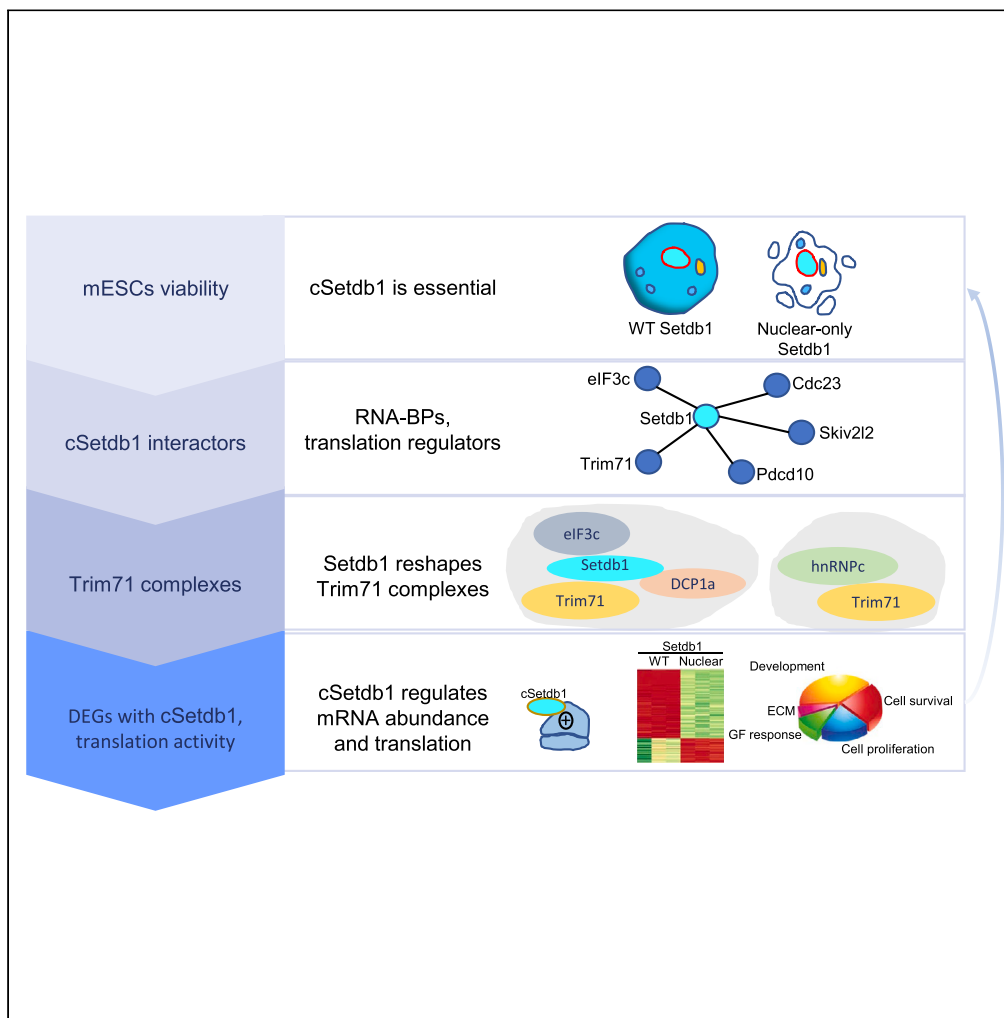 mESCs viability
cSetdb1 is essential
WT Setdb1
Nuclear-only
Setdb1
cSetdb1 interactors
RNA-BPs,
translation regulators
eIF3c
Cdc23
Setdb1
Skiv2l2
Trim71
Pdcd10
Trim71 complexes
Setdb1 reshapes
Trim71 complexes
eIF3c
Setdb1
DCP1a
Trim71
hnRNPc
Trim71
DEGs with cSetdb1,
translation activity
cSetdb1 regulates
mRNA abundance
and translation
cSetdb1
+
Setdb1
WT Nuclear
Development
Cell survival
ECM
GF response
Cell proliferation